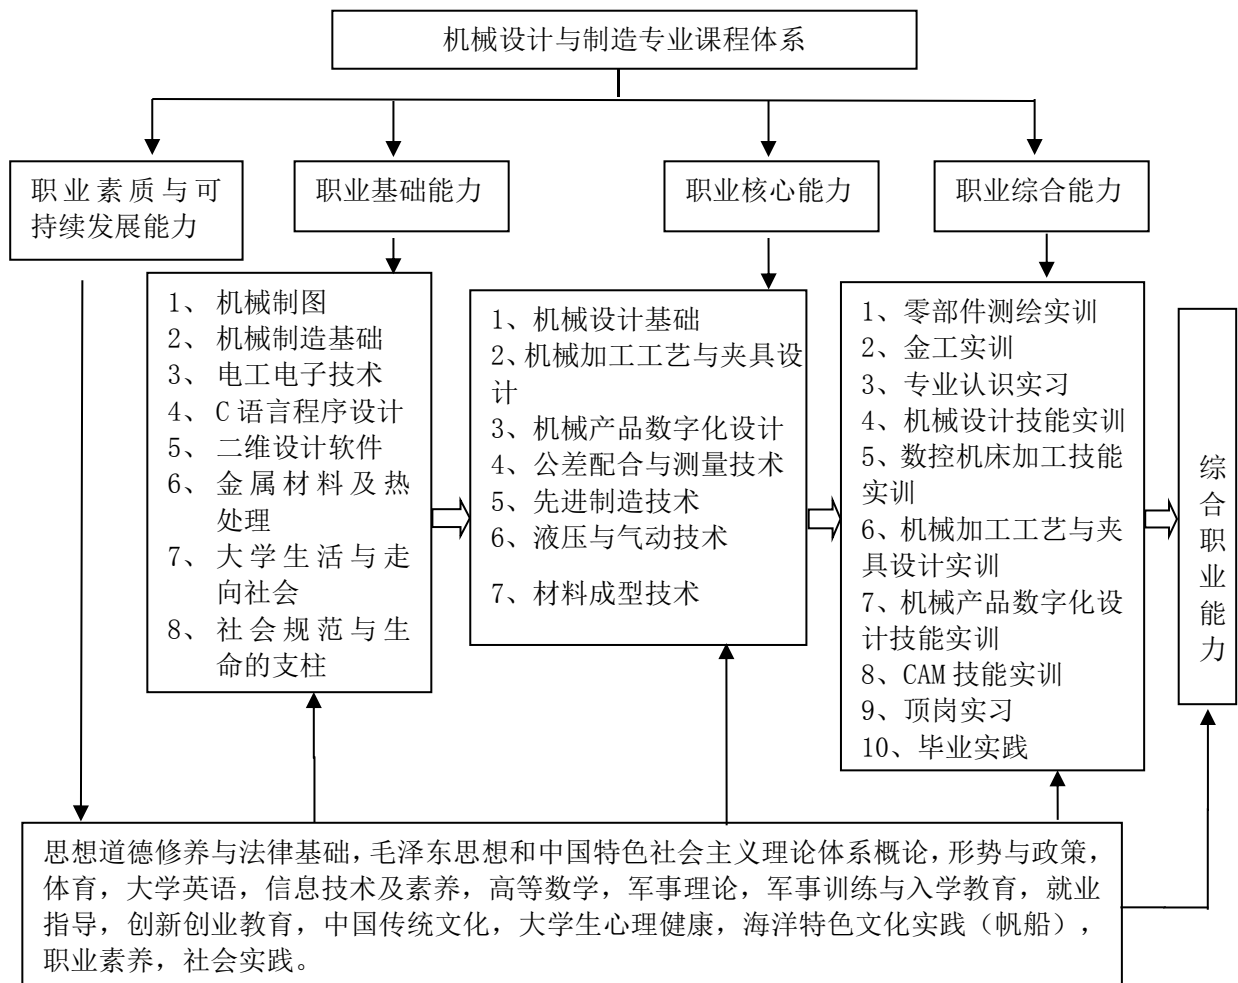 机械设计与制造专业课程体系
职业素质与可
持续发展能力
职业基础能力
职业核心能力
职业综合能力
1、 机械制图
2、 机械制造基础
3、 电工电子技术
4、 C 语言程序设计
5、 二维设计软件
6、 金属材料及热
处理
7、 大学生活与走
向社会
8、 社会规范与生
命的支柱
1、机械设计基础
2、机械加工工艺与夹具设
计
3、机械产品数字化设计
4、公差配合与测量技术
5、先进制造技术
6、液压与气动技术
7、材料成型技术
1、零部件测绘实训
2、金工实训
3、专业认识实习
4、机械设计技能实训
5、数控机床加工技能
实训
6、机械加工工艺与夹
具设计实训
7、机械产品数字化设
计技能实训
8、CAM 技能实训
9、顶岗实习
10、毕业实践
综合职业能力
思想道德修养与法律基础，毛泽东思想和中国特色社会主义理论体系概论，形势与政策，
体育，大学英语，信息技术及素养，高等数学，军事理论，军事训练与入学教育，就业
指导，创新创业教育，中国传统文化，大学生心理健康，海洋特色文化实践（帆船），
职业素养，社会实践。